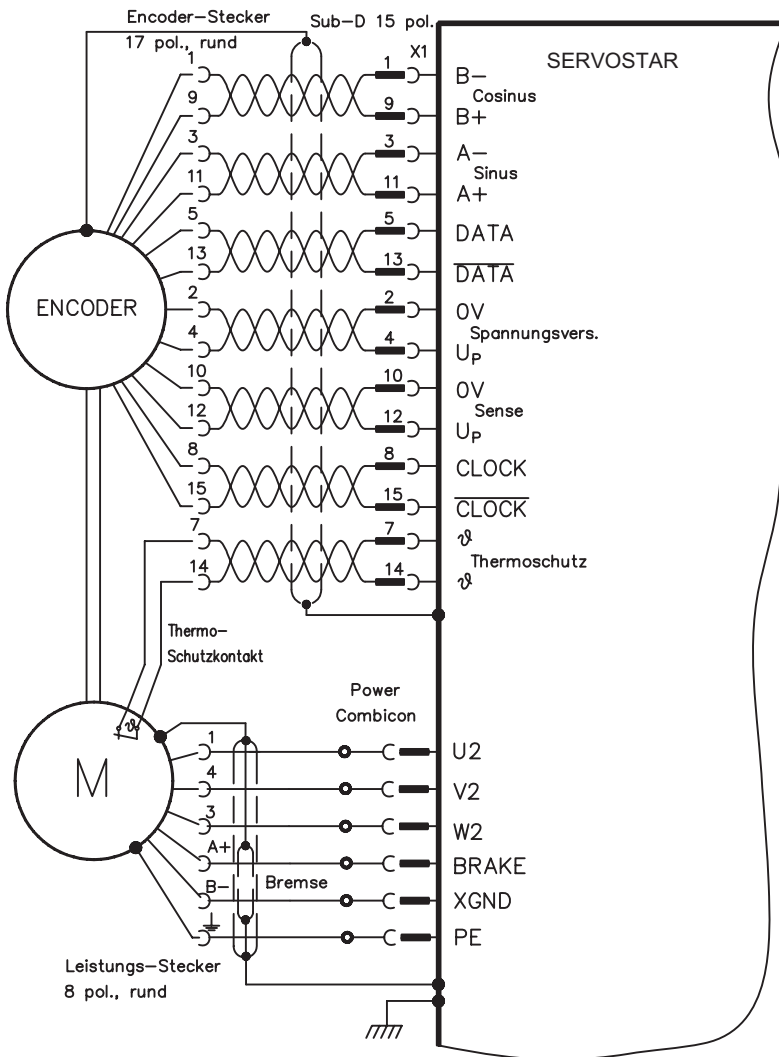 Encoder-Stecker
17 pol., rund
Sub-D 15 pol.
X1
SERVOSTAR
1 1 B-
Cosinus
9 9 B+
3 3 A-
Sinus
11 11 A+
5 5 DATA
13 13 D̅A̅T̅A̅
ENCODER
2 2 0V
Spannungsvers.
4 4 UP
10 10 0V
Sense
12 12 UP
8 8 CLOCK
15 15 C̅L̅O̅C̅K̅
7 7 ϑ
Thermoschutz
14 14 ϑ
Thermo-
Schutzkontakt
ϑ
Power
Combicon
M
1 U2
4 V2
3 W2
A+ BRAKE
Bremse
B- XGND
PE
Leistungs-Stecker
8 pol., rund